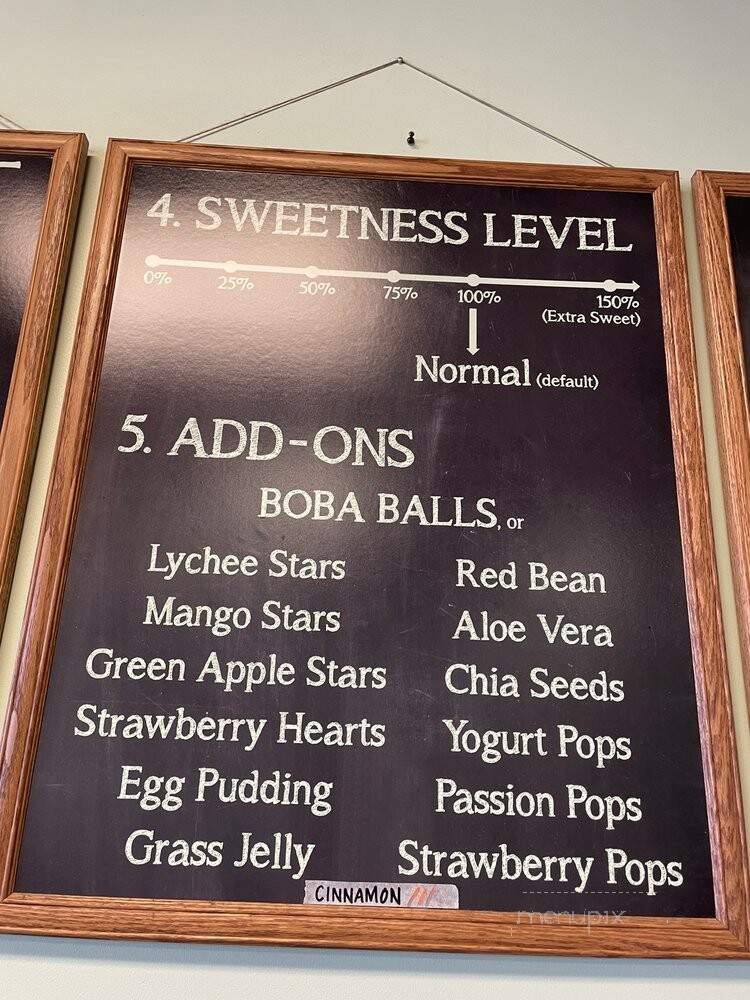 4. SWEETNESS LEVEL
0% 25% 50% 75% 100% 150%
(Extra Sweet)
Normal (default)
5. ADD-ONS
BOBA BALLS, or
Lychee Stars
Mango Stars
Green Apple Stars
Strawberry Hearts
Egg Pudding
Grass Jelly
Red Bean
Aloe Vera
Chia Seeds
Yogurt Pops
Passion Pops
Strawberry Pops
CINNAMON
menupix